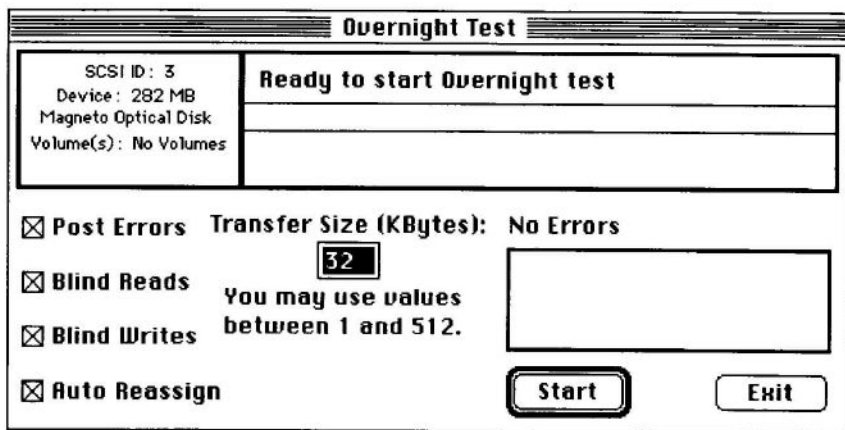 Overnight Test
SCSI ID: 3
Device: 282 MB
Magneto Optical Disk
Volume(s): No Volumes
Ready to start Overnight test
Post Errors
Blind Reads
Blind Writes
Auto Reassign
Transfer Size (KBytes):
32
You may use values
between 1 and 512.
No Errors
Start
Exit